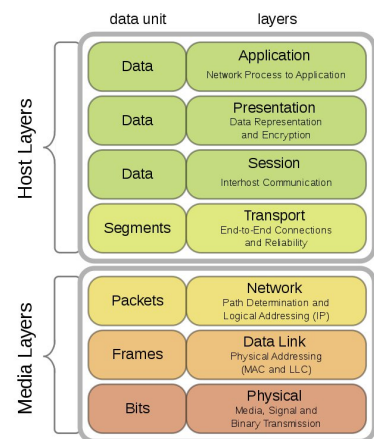 data unit layers
Host Layers
Data Application
Network Process to Application
Data Presentation
Data Representation
and Encryption
Data Session
Interhost Communication
Segments Transport
End-to-End Connections
and Reliability
Media Layers
Packets Network
Path Determination and
Logical Addressing (IP)
Frames Data Link
Physical Addressing
(MAC and LLC)
Bits Physical
Media, Signal and
Binary Transmission